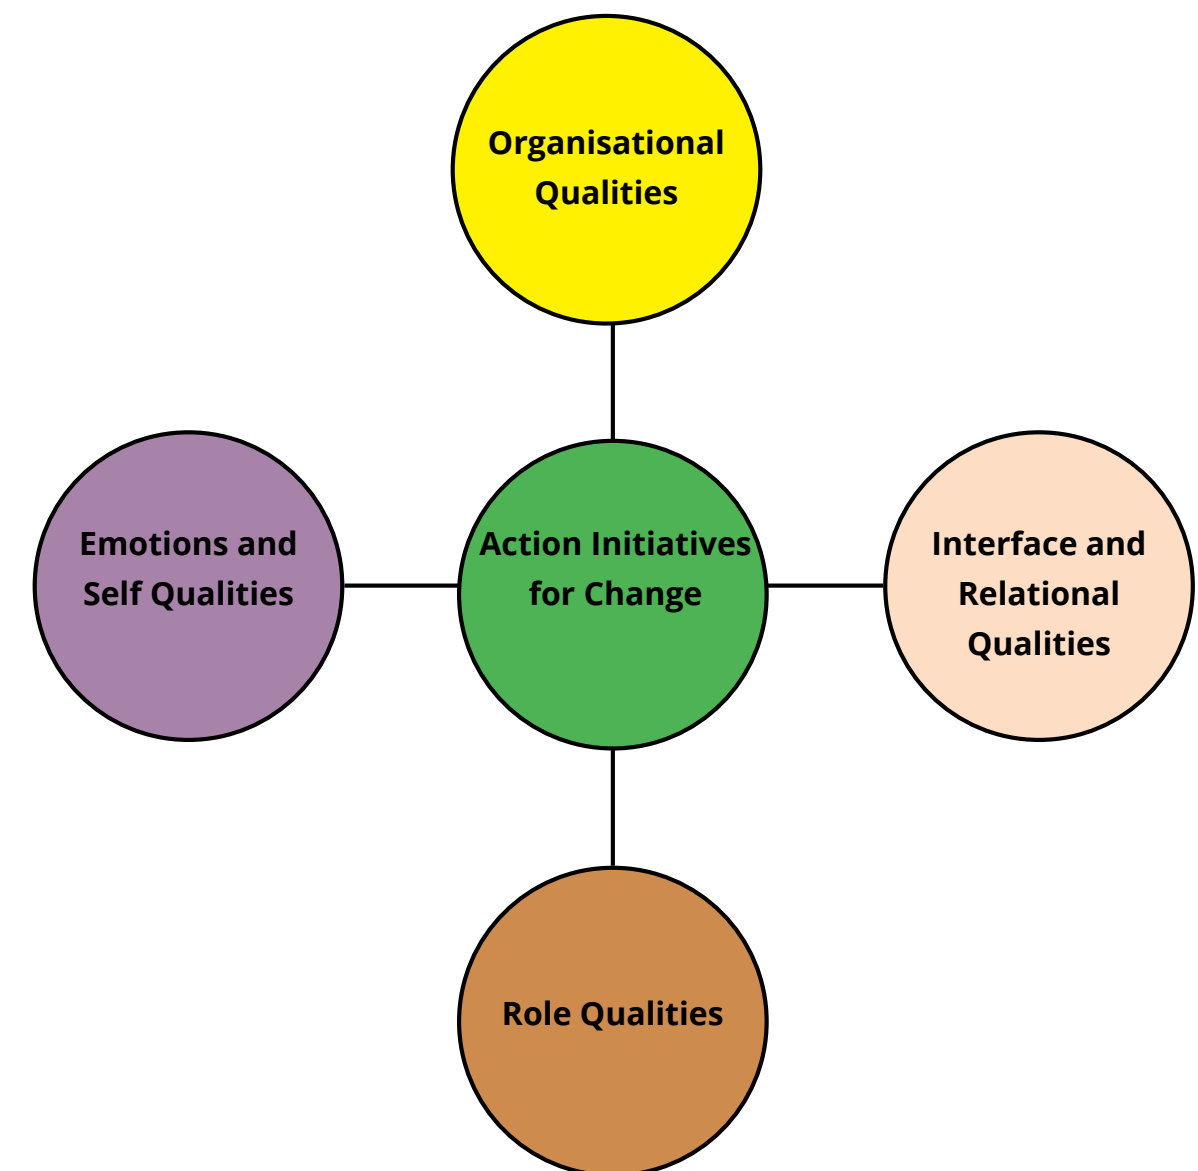 Organisational
Qualities
Emotions and
Self Qualities
Action Initiatives
for Change
Interface and
Relational
Qualities
Role Qualities